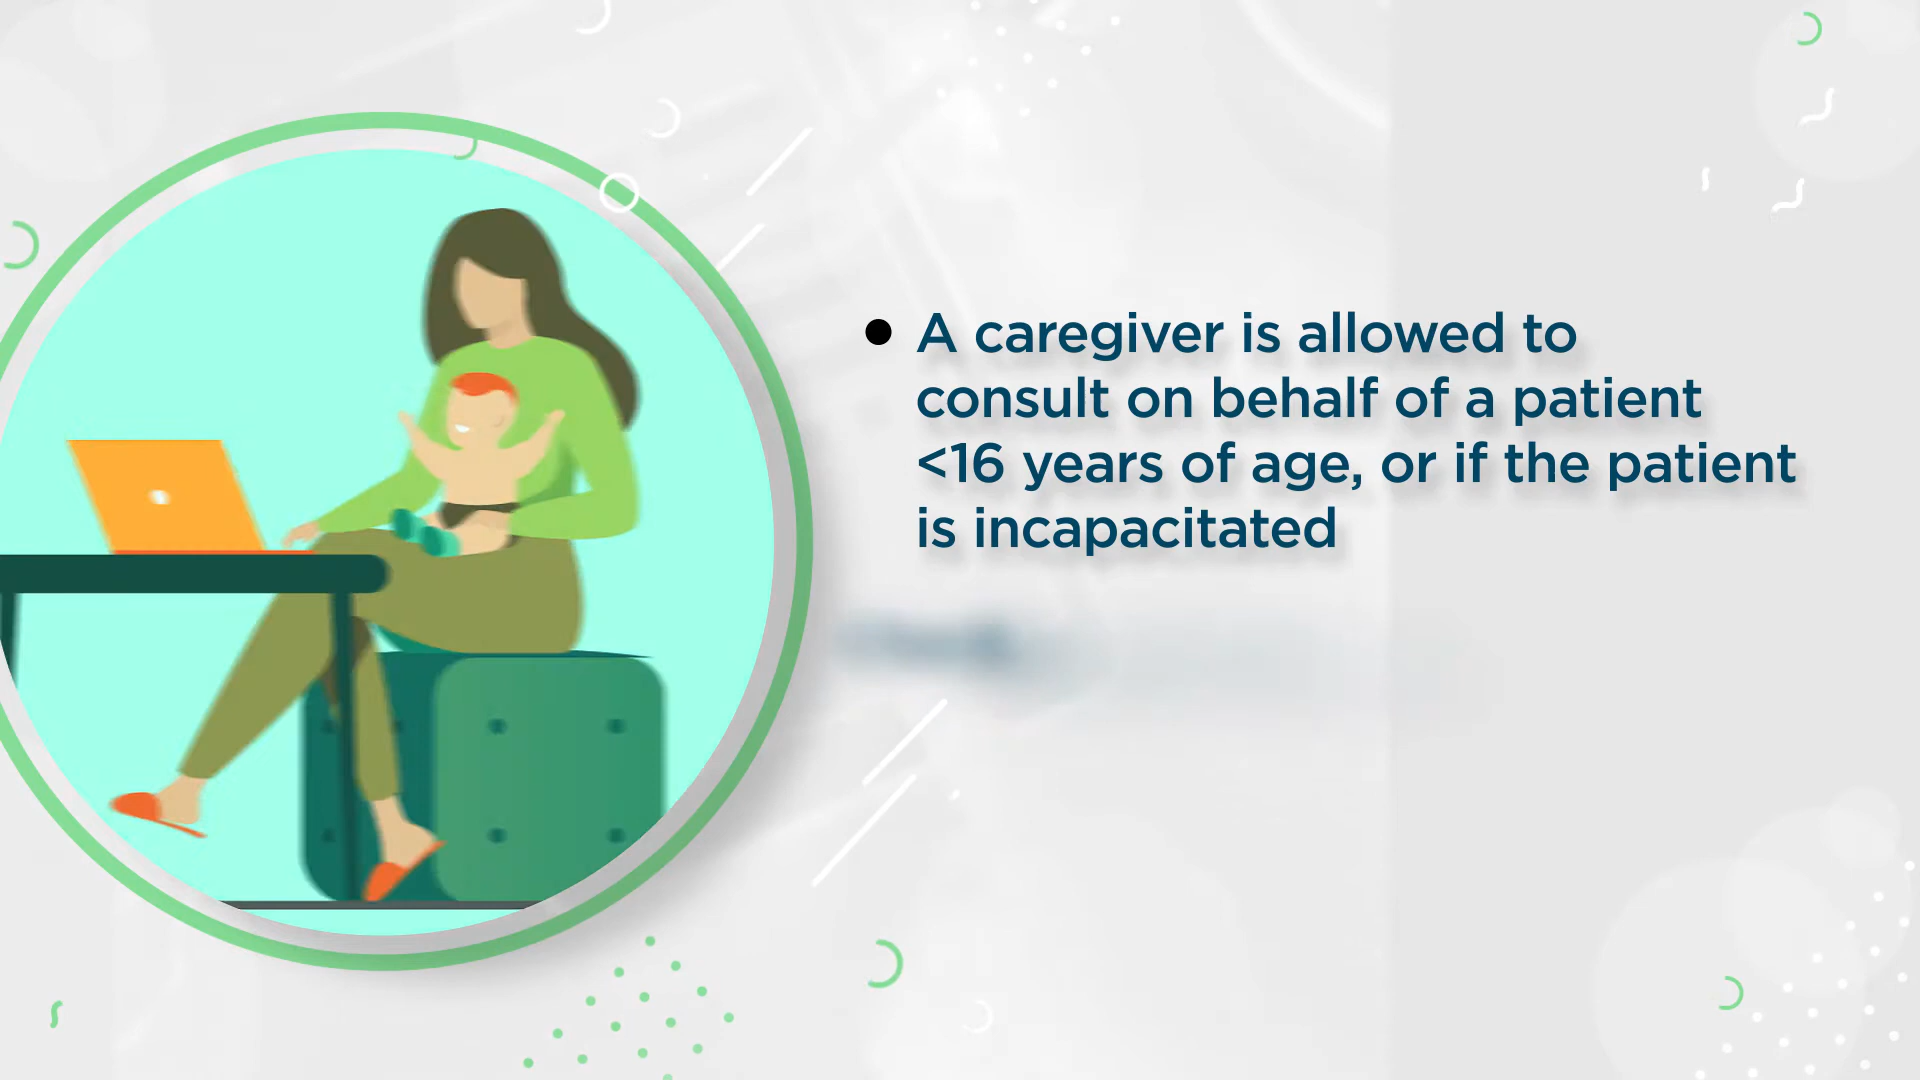 ● A caregiver is allowed to
consult on behalf of a patient
<16 years of age, or if the patient
is incapacitated